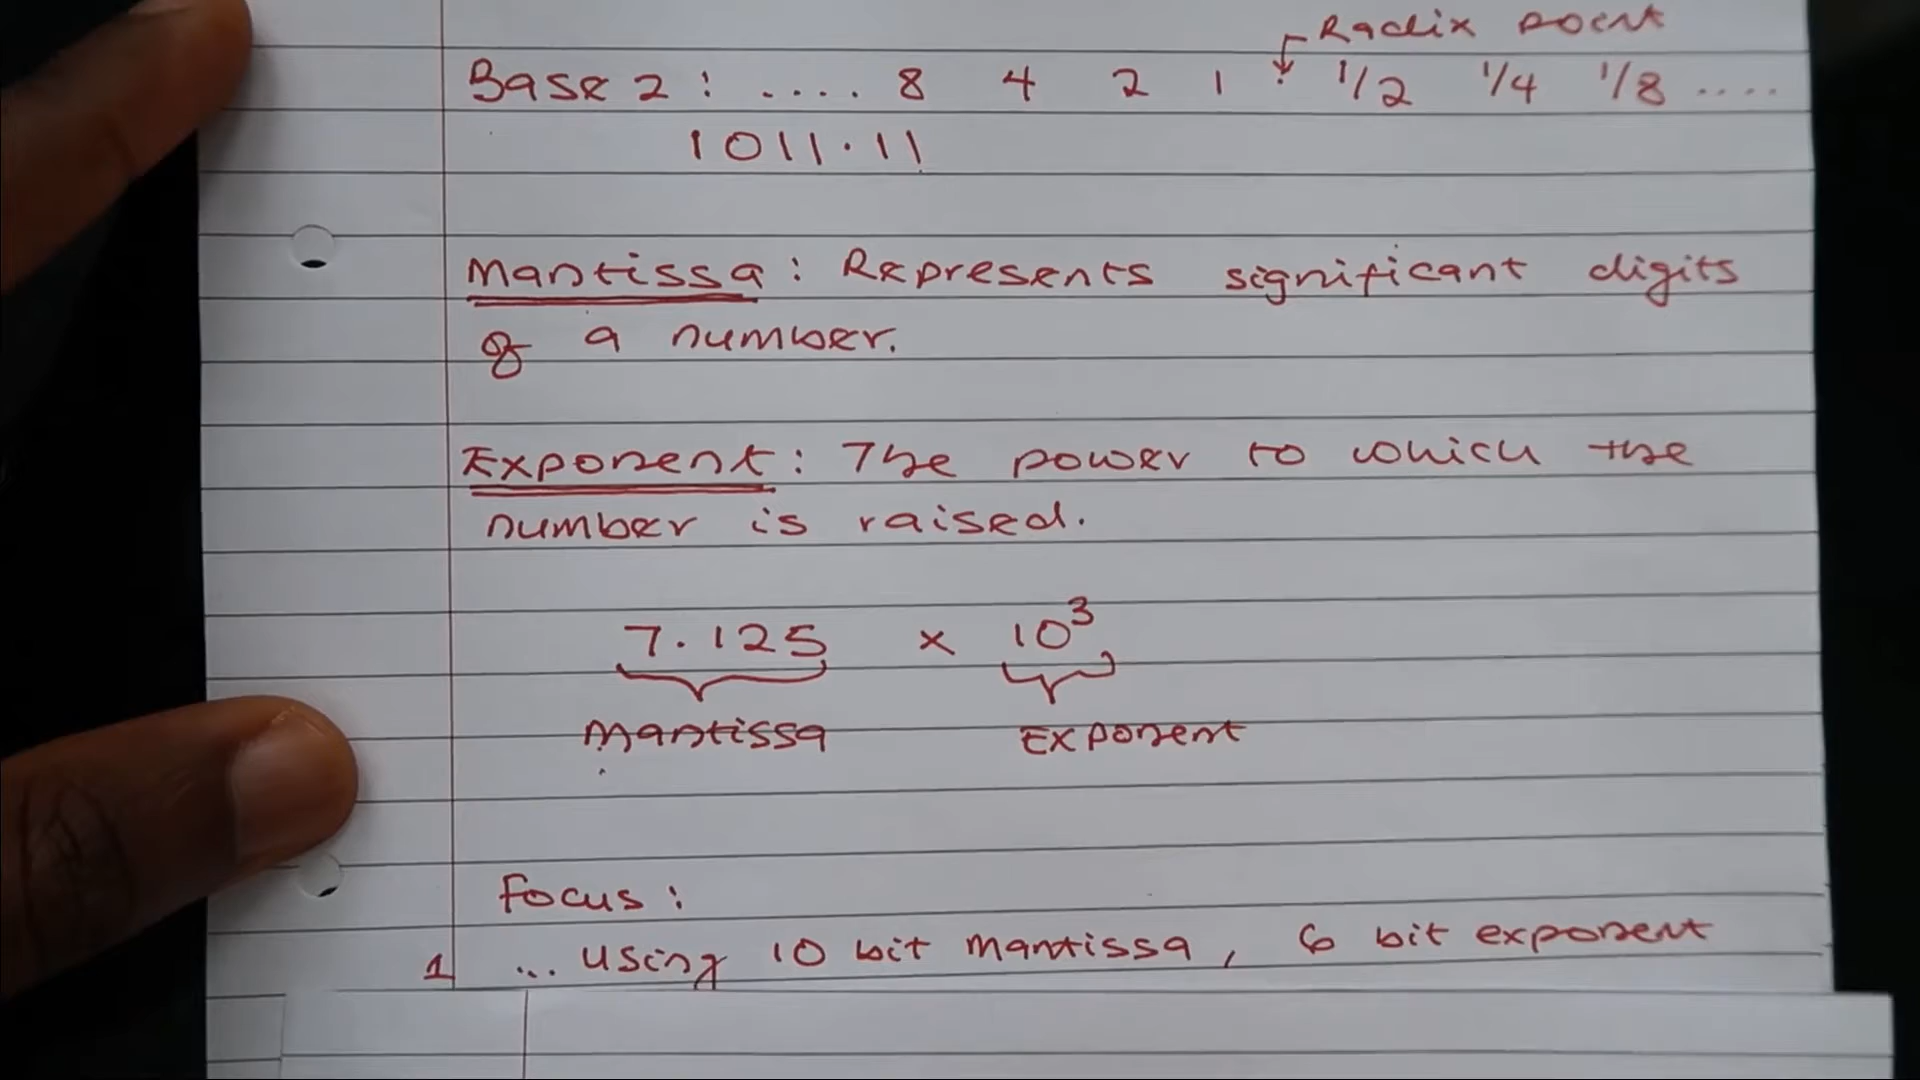 Radix point
Base 2 : .... 8 4 2 1 . 1/2 1/4 1/8 ....
1011.11
Mantissa : Represents significant digits
of a number.
Exponent : The power to which the
number is raised.
7.125 × 10³
Mantissa Exponent
Focus :
1 ... using 10 bit mantissa, 6 bit exponent